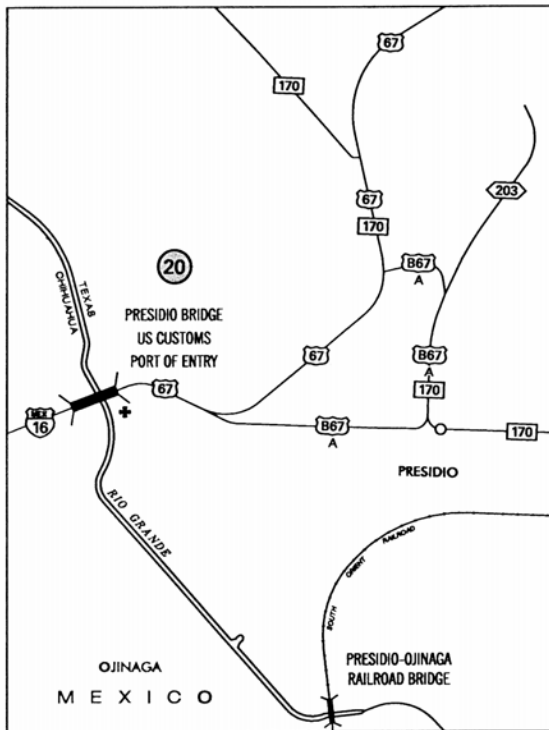 67
170
203
67
170
B67
A
20
TEXAS
CHIHUAHUA
PRESIDIO BRIDGE
US CUSTOMS
PORT OF ENTRY
67
B67
A
67
170
MEX
16
B67
A
170
PRESIDIO
RIO GRANDE
SOUTH ORIENT RAILROAD
OJINAGA
MEXICO
PRESIDIO-OJINAGA
RAILROAD BRIDGE